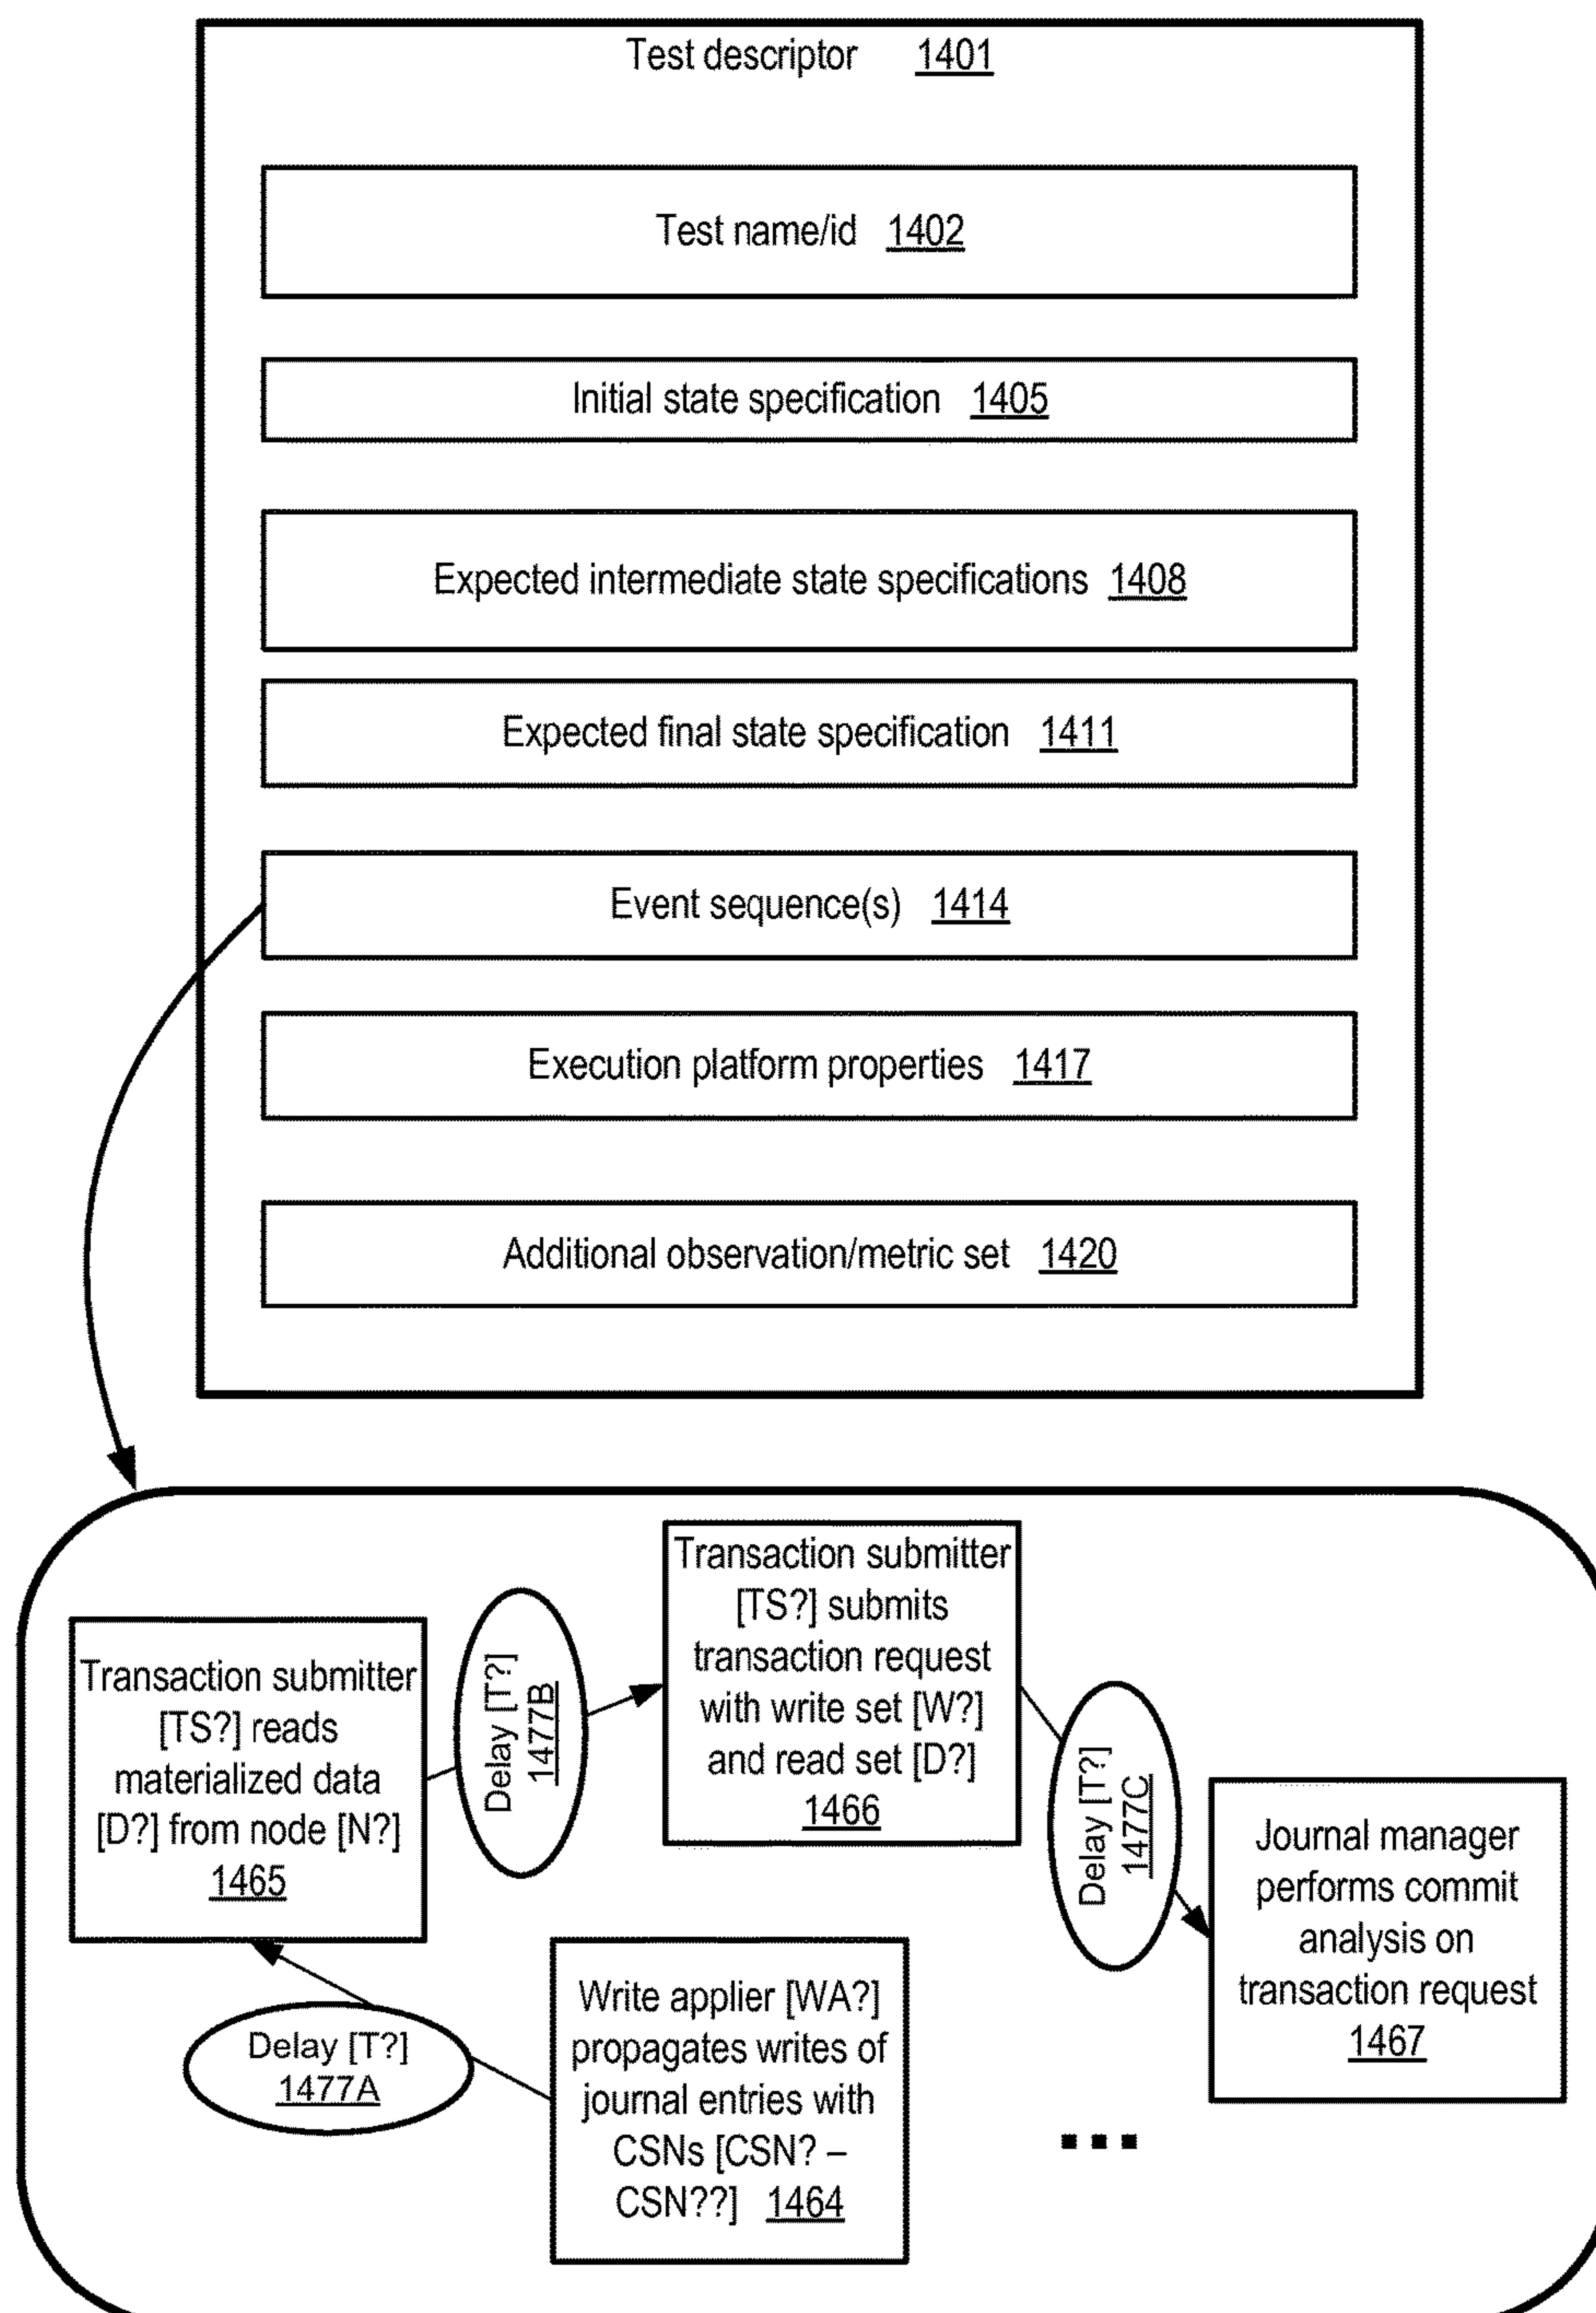 Test descriptor 1401
Test name/id 1402
Initial state specification 1405
Expected intermediate state specifications 1408
Expected final state specification 1411
Event sequence(s) 1414
Execution platform properties 1417
Additional observation/metric set 1420
Transaction submitter
[TS?] reads
materialized data
[D?] from node [N?]
1465
Delay [T?]
1477B
Transaction submitter
[TS?] submits
transaction request
with write set [W?]
and read set [D?]
1466
Delay [T?]
1477C
Journal manager
performs commit
analysis on
transaction request
1467
Delay [T?]
1477A
Write applier [WA?]
propagates writes of
journal entries with
CSNs [CSN? –
CSN??] 1464